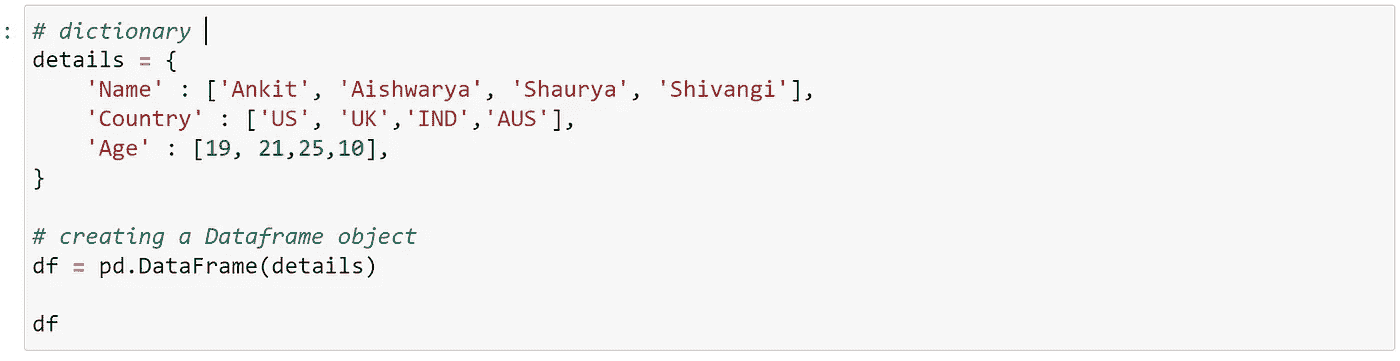 # dictionary
details = {
    'Name' : ['Ankit', 'Aishwarya', 'Shaurya', 'Shivangi'],
    'Country' : ['US', 'UK','IND','AUS'],
    'Age' : [19, 21,25,10],
}

# creating a Dataframe object
df = pd.DataFrame(details)

df